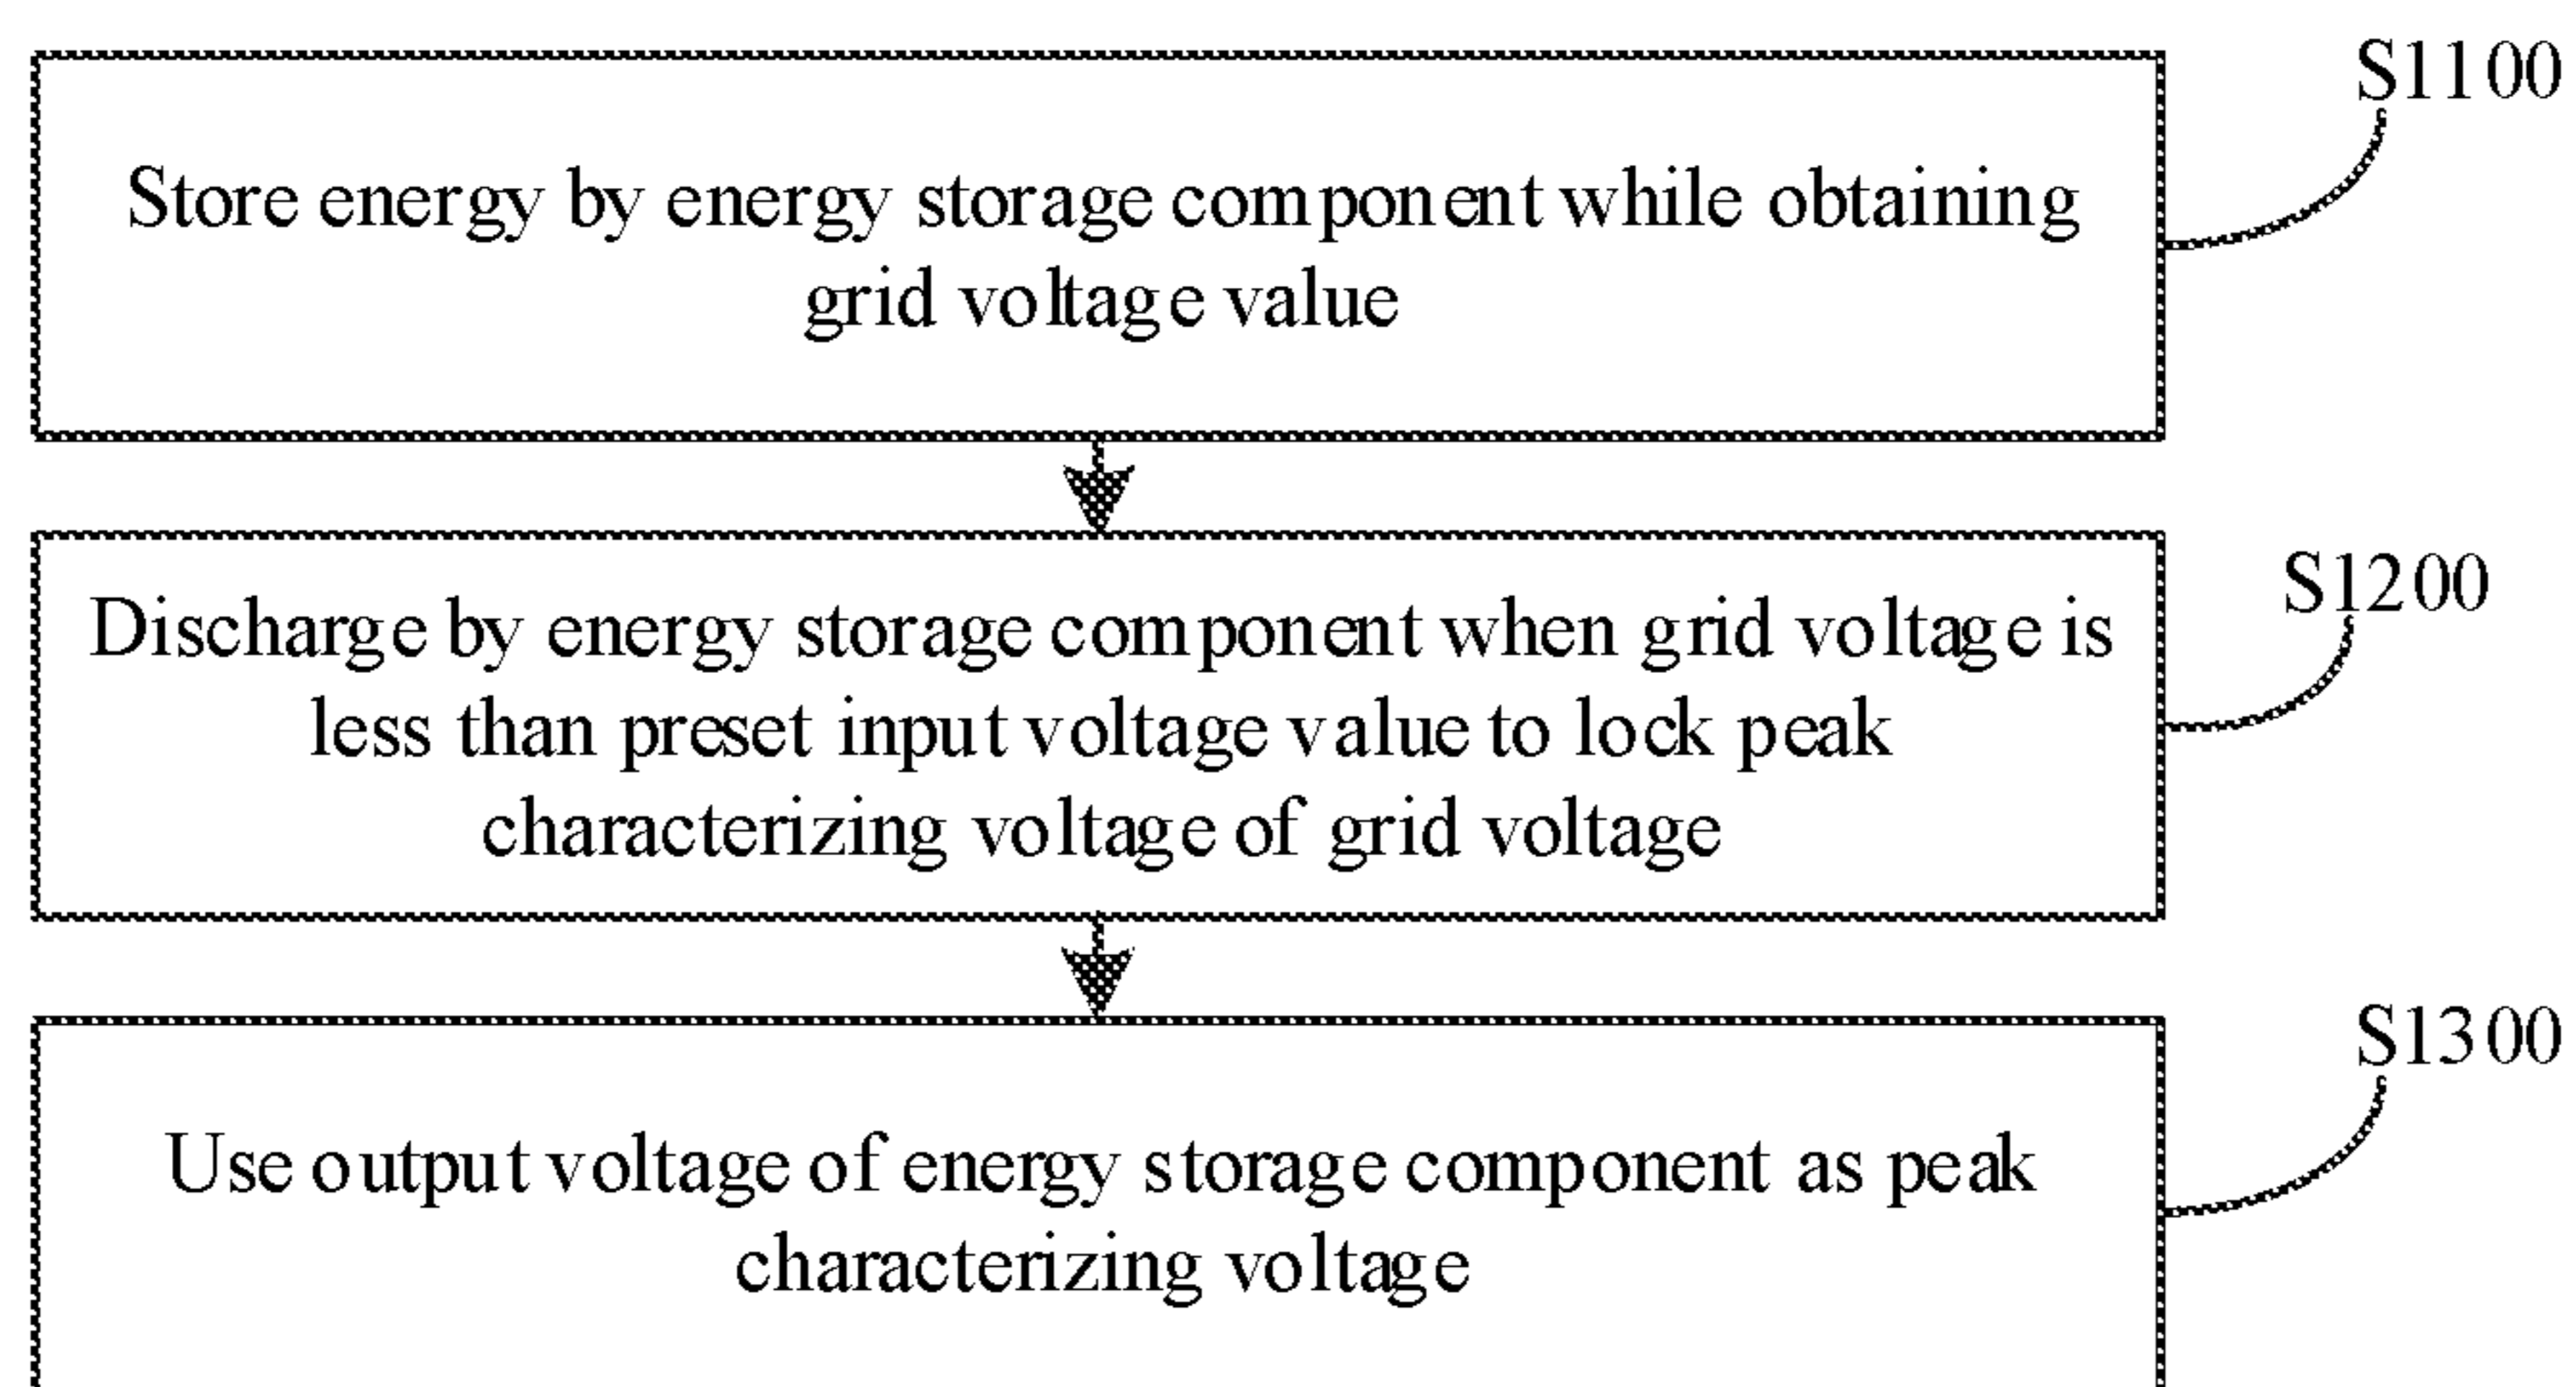 S1100
Store energy by energy storage component while obtaining
grid voltage value
S1200
Discharge by energy storage component when grid voltage is
less than preset input voltage value to lock peak
characterizing voltage of grid voltage
S1300
Use output voltage of energy storage component as peak
characterizing voltage